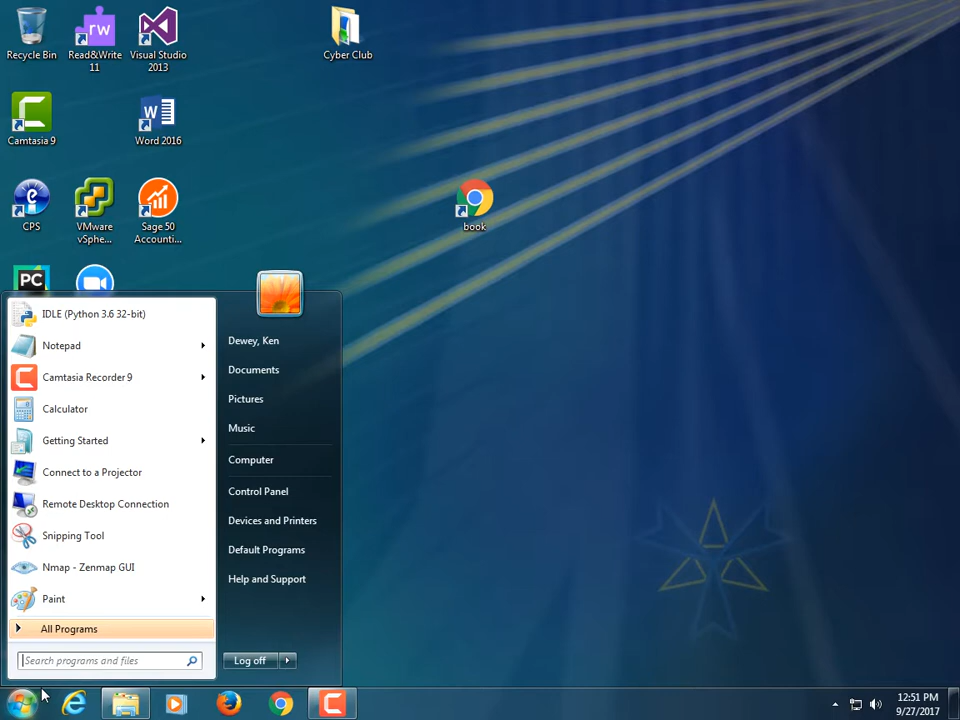 Recycle Bin
Read&Write
11
Visual Studio
2013
Cyber Club
rw
Camtasia 9
W
Word 2016
CPS
VMware
vSphe...
Sage 50
Accounti...
book
PC
IDLE (Python 3.6 32-bit)
Notepad
Camtasia Recorder 9
Calculator
Getting Started
Connect to a Projector
Remote Desktop Connection
Snipping Tool
Nmap - Zenmap GUI
Paint
All Programs
Search programs and files
Dewey, Ken
Documents
Pictures
Music
Computer
Control Panel
Devices and Printers
Default Programs
Help and Support
Log off
12:51 PM
9/27/2017